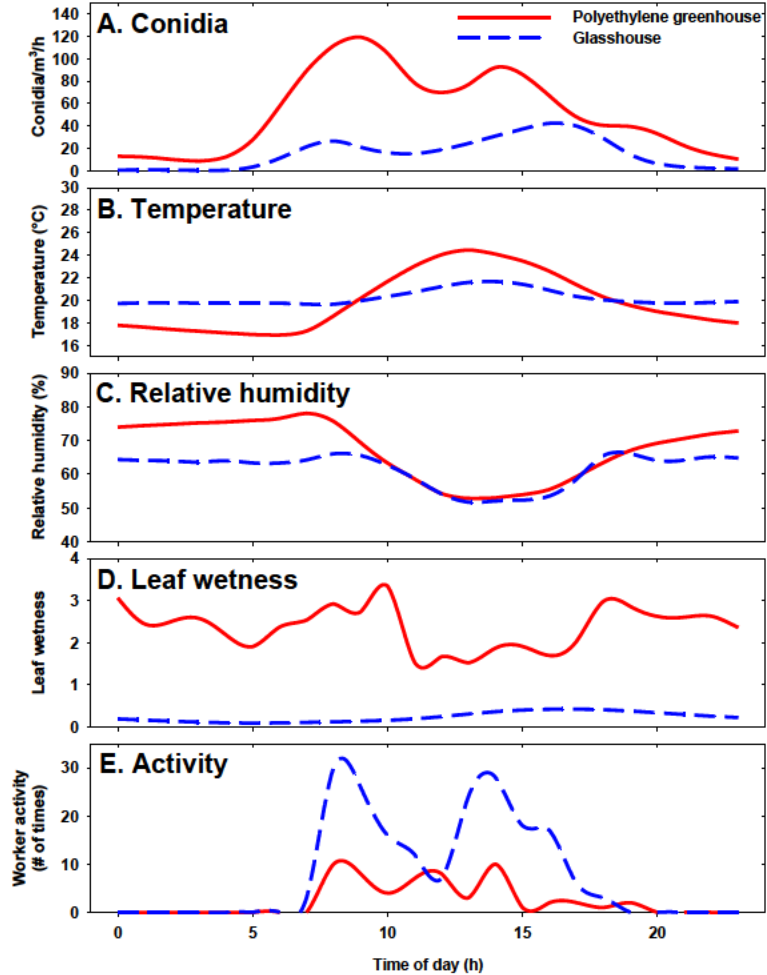 A. Conidia
Polyethylene greenhouse
Glasshouse
Conidia/m³/h
140
120
100
80
60
40
20
0
B. Temperature
Temperature (°C)
30
28
26
24
22
20
18
16
C. Relative humidity
Relative humidity (%)
90
80
70
60
50
40
D. Leaf wetness
Leaf wetness
4
3
2
1
0
E. Activity
Worker activity
(# of times)
30
20
10
0
0 5 10 15 20
Time of day (h)